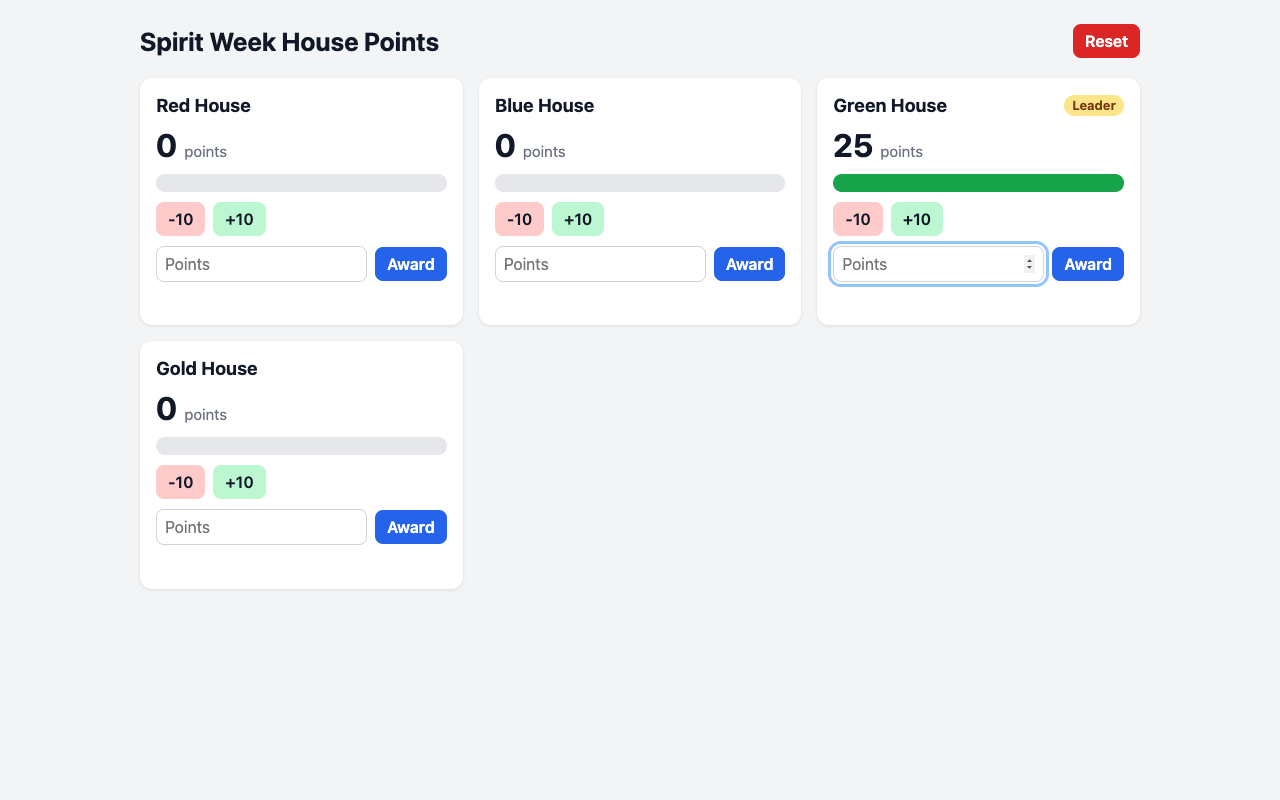 Spirit Week House Points
Reset
Red House
0 points
-10 +10
Points
Award
Blue House
0 points
-10 +10
Points
Award
Green House
Leader
25 points
-10 +10
Points
Award
Gold House
0 points
-10 +10
Points
Award